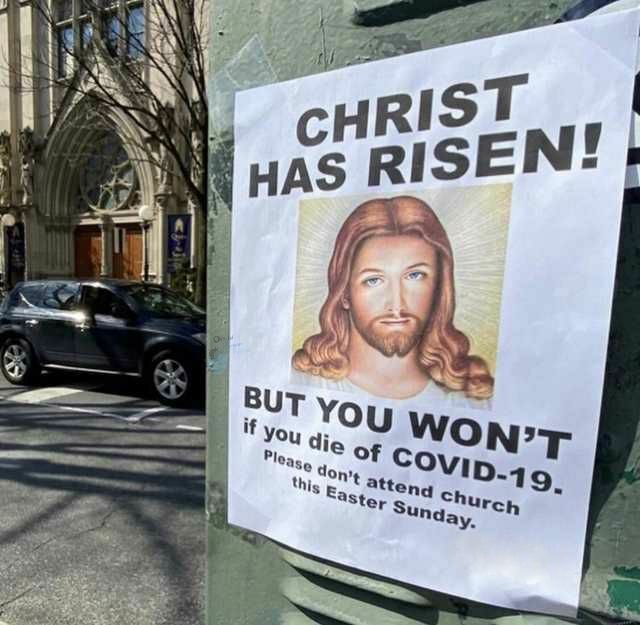 CHRIST
HAS RISEN!
BUT YOU WON'T
if you die of COVID-19.
Please don't attend church
this Easter Sunday.